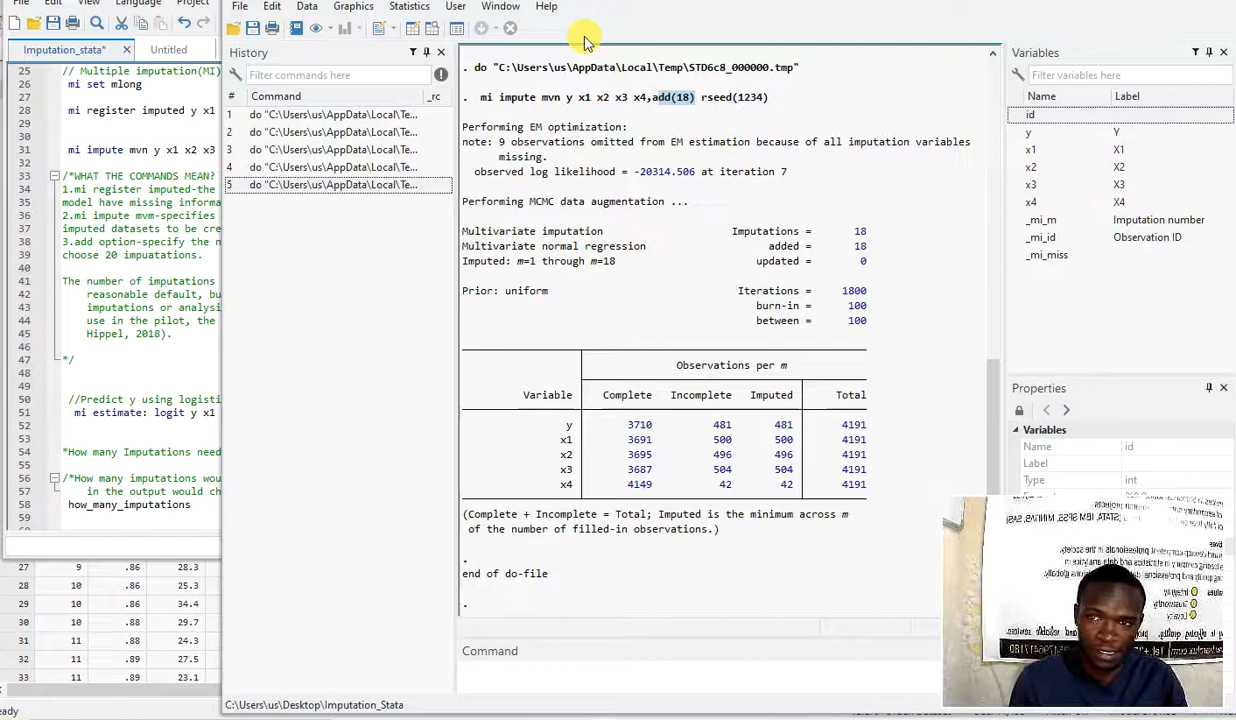 File Edit View Language Project
File Edit Data Graphics Statistics User Window Help
Imputation_stata* × Untitled
25 // Multiple imputation(MI)
26 mi set mlong
27
28 mi register imputed y x1
31 mi impute mvn y x1 x2 x3
32
33 /*WHAT THE COMMANDS MEAN?
34 1.mi register imputed-the
35 model have missing informa
36 2.mi impute mvm-specifies
37 imputed datasets to be cre
38 3.add option-specify the n
39 choose 20 impuatations.
40
41 The number of imputations
42 reasonable default, bu
43 imputations or analysi
44 use in the pilot, the
45 Hippel, 2018).
46
47 */
48
50 //Predict y using logisti
51 mi estimate: logit y x1
52
53
54 *How many Imputations need
55
56 /*How many imputations wou
57 in the output would ch
58 how_many_imputations
59
27 9 .86 28.3
28 10 .86 25.3
29 10 .86 34.4
30 10 .88 29.7
31 11 .88 24.3
32 11 .89 27.5
33 11 .89 23.1
eady
History
Filter commands here
# Command _rc
1 do "C:\Users\us\AppData\Local\Te...
2 do "C:\Users\us\AppData\Local\Te...
3 do "C:\Users\us\AppData\Local\Te...
4 do "C:\Users\us\AppData\Local\Te...
5 do "C:\Users\us\AppData\Local\Te...
. do "C:\Users\us\AppData\Local\Temp\STD6c8_000000.tmp"
. mi impute mvn y x1 x2 x3 x4,add(18) rseed(1234)
Performing EM optimization:
note: 9 observations omitted from EM estimation because of all imputation variables
missing.
observed log likelihood = -20314.506 at iteration 7
Performing MCMC data augmentation ...
Multivariate imputation Imputations = 18
Multivariate normal regression added = 18
Imputed: m=1 through m=18 updated = 0
Prior: uniform Iterations = 1800
burn-in = 100
between = 100
Observations per m
Variable Complete Incomplete Imputed Total
y 3710 481 481 4191
x1 3691 500 500 4191
x2 3695 496 496 4191
x3 3687 504 504 4191
x4 4149 42 42 4191
(Complete + Incomplete = Total; Imputed is the minimum across m
of the number of filled-in observations.)
.
end of do-file
.
Command
C:\Users\us\Desktop\Imputation_Stata
Variables
Filter variables here
Name Label
id
y Y
x1 X1
x2 X2
x3 X3
x4 X4
_mi_m Imputation number
_mi_id Observation ID
_mi_miss
Properties
Variables
Name id
Label
Type int